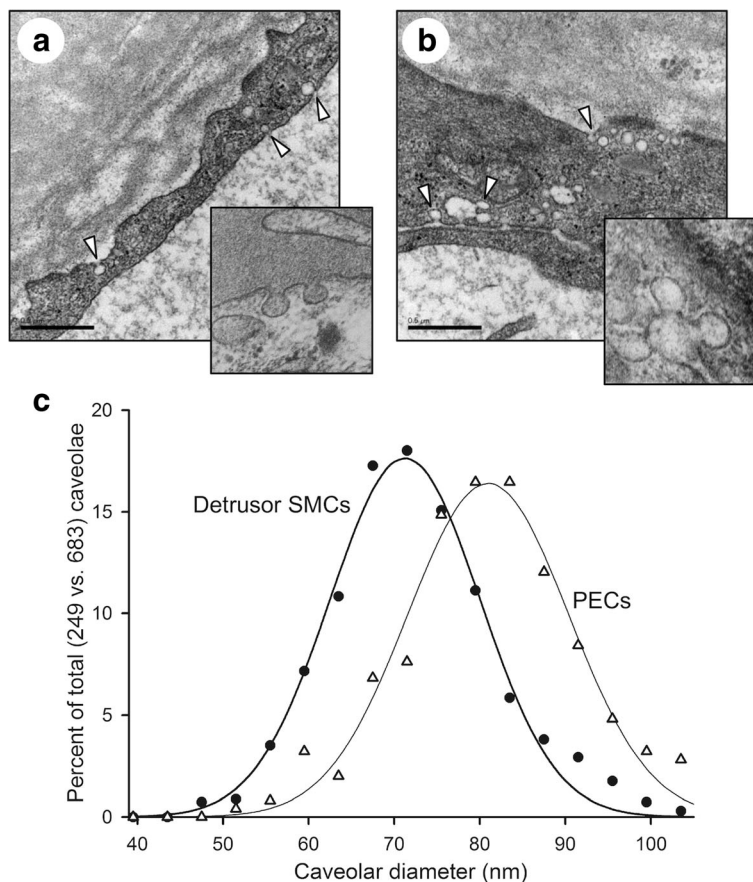 a
b
0.5 µm
c
20
15
10
5
0
Percent of total (249 vs. 683) caveolae
Detrusor SMCs
PECs
40 50 60 70 80 90 100
Caveolar diameter (nm)